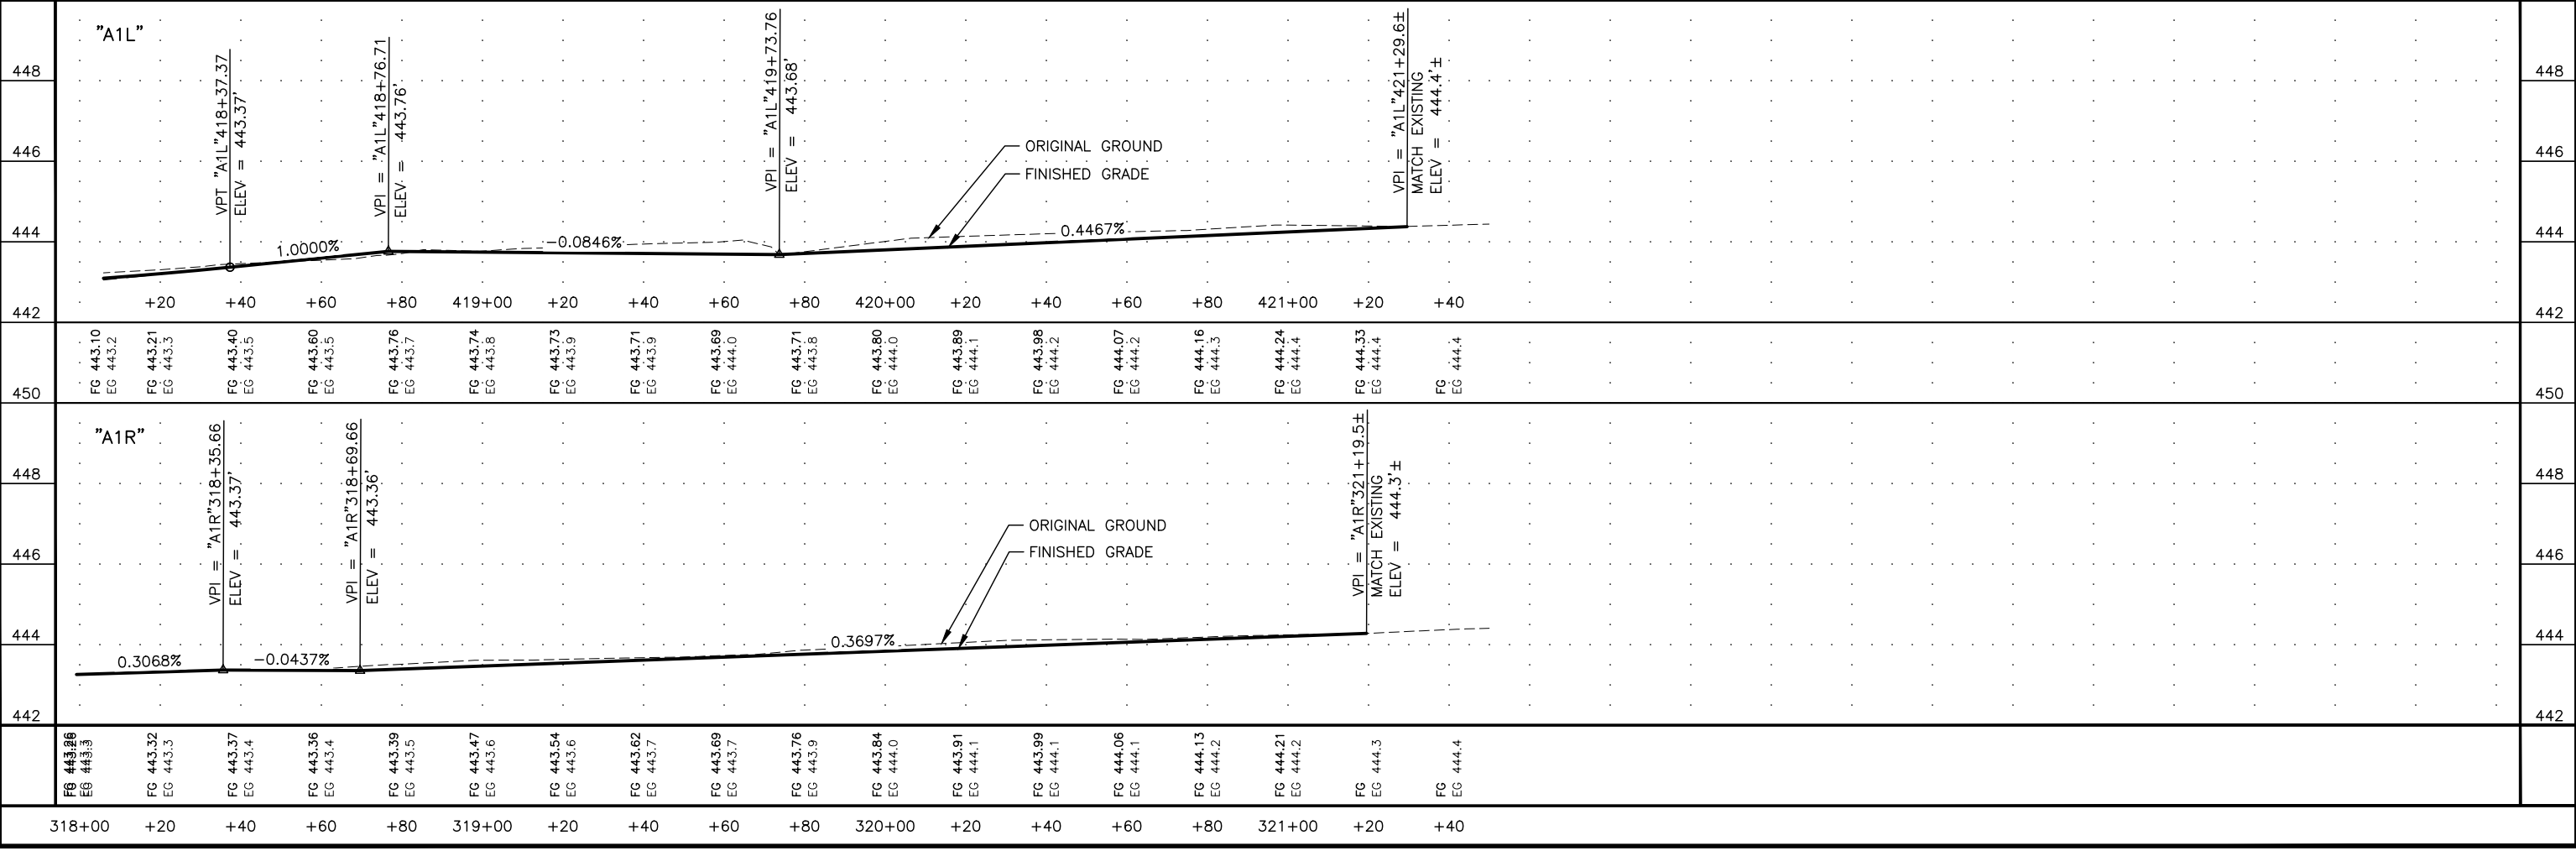 "A1L"
448
446
444
442
450
VPT "A1L"418+37.37
ELEV = 443.37'
VPI = "A1L"418+76.71
ELEV = 443.76'
VPI = "A1L"419+73.76
ELEV = 443.68'
VPI = "A1L"421+29.6±
MATCH EXISTING
ELEV = 444.4'±
448
446
444
442
450
ORIGINAL GROUND
FINISHED GRADE
1.0000%
-0.0846%
0.4467%
+20 +40 +60 +80 419+00 +20 +40 +60 +80 420+00 +20 +40 +60 +80 421+00 +20 +40
FG 443.10
EG 443.2
FG 443.21
EG 443.3
FG 443.40
EG 443.5
FG 443.60
EG 443.5
FG 443.76
EG 443.7
FG 443.74
EG 443.8
FG 443.73
EG 443.9
FG 443.71
EG 443.9
FG 443.69
EG 444.0
FG 443.71
EG 443.8
FG 443.80
EG 444.0
FG 443.89
EG 444.1
FG 443.98
EG 444.2
FG 444.07
EG 444.2
FG 444.16
EG 444.3
FG 444.24
EG 444.4
FG 444.33
EG 444.4
FG
EG 444.4
"A1R"
448
446
444
442
VPI = "A1R"318+35.66
ELEV = 443.37'
VPI = "A1R"318+69.66
ELEV = 443.36'
VPI = "A1R"321+19.5±
MATCH EXISTING
ELEV = 444.3'±
448
446
444
442
ORIGINAL GROUND
FINISHED GRADE
0.3068%
-0.0437%
0.3697%
FG 443.32
EG 443.3
FG 443.37
EG 443.4
FG 443.36
EG 443.4
FG 443.39
EG 443.5
FG 443.47
EG 443.6
FG 443.54
EG 443.6
FG 443.62
EG 443.7
FG 443.69
EG 443.7
FG 443.76
EG 443.9
FG 443.84
EG 444.0
FG 443.91
EG 444.1
FG 443.99
EG 444.1
FG 444.06
EG 444.1
FG 444.13
EG 444.2
FG 444.21
EG 444.2
FG
EG 444.3
FG
EG 444.4
318+00 +20 +40 +60 +80 319+00 +20 +40 +60 +80 320+00 +20 +40 +60 +80 321+00 +20 +40